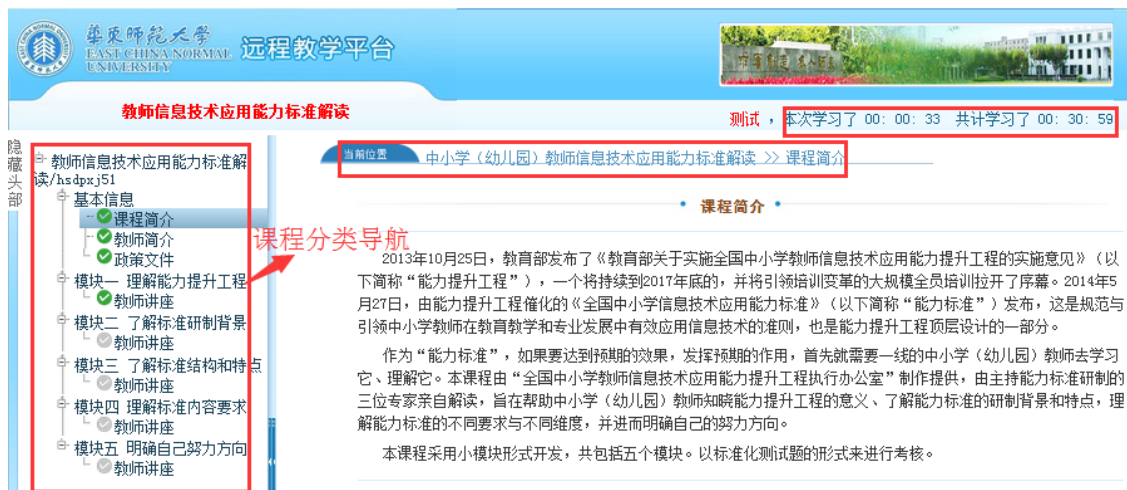 華東師範大學
EAST CHINA NORMAL
UNIVERSITY
远程教学平台
教师信息技术应用能力标准解读
测试 ，本次学习了 00: 00: 33 共计学习了 00: 30: 59
隐藏头部
教师信息技术应用能力标准解
读/hsdpxj51
基本信息
课程简介
教师简介
政策文件
模块一 理解能力提升工程
教师讲座
模块二 了解标准研制背景
教师讲座
模块三 了解标准结构和特点
教师讲座
模块四 理解标准内容要求
教师讲座
模块五 明确自己努力方向
教师讲座
课程分类导航
当前位置
中小学（幼儿园）教师信息技术应用能力标准解读 >> 课程简介
课程简介
2013年10月25日，教育部发布了《教育部关于实施全国中小学教师信息技术应用能力提升工程的实施意见》（以
下简称“能力提升工程”），一个将持续到2017年底的，并将引领培训变革的大规模全员培训拉开了序幕。2014年5
月27日，由能力提升工程催化的《全国中小学信息技术应用能力标准》（以下简称“能力标准”）发布，这是规范与
引领中小学教师在教育教学和专业发展中有效应用信息技术的准则，也是能力提升工程顶层设计的一部分。
作为“能力标准”，如果要达到预期的效果，发挥预期的作用，首先就需要一线的中小学（幼儿园）教师去学习
它、理解它。本课程由“全国中小学教师信息技术应用能力提升工程执行办公室”制作提供，由主持能力标准研制的
三位专家亲自解读，旨在帮助中小学（幼儿园）教师知晓能力提升工程的意义、了解能力标准的研制背景和特点，理
解能力标准的不同要求与不同维度，并进而明确自己的努力方向。
本课程采用小模块形式开发，共包括五个模块。以标准化测试题的形式来进行考核。